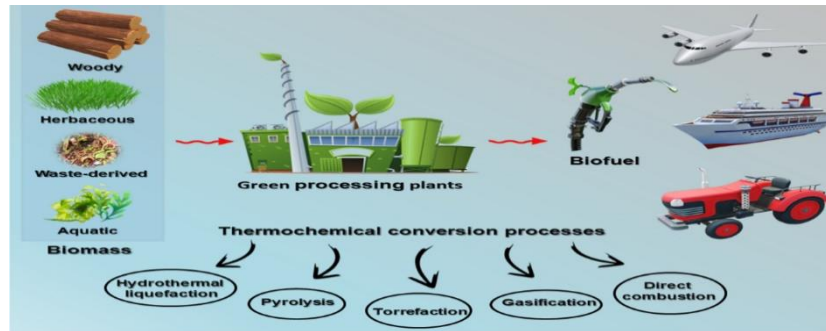 Woody
Herbaceous
Waste-derived
Aquatic
Biomass
Green processing plants
Biofuel
Thermochemical conversion processes
Hydrothermal
liquefaction
Pyrolysis
Torrefaction
Gasification
Direct
combustion